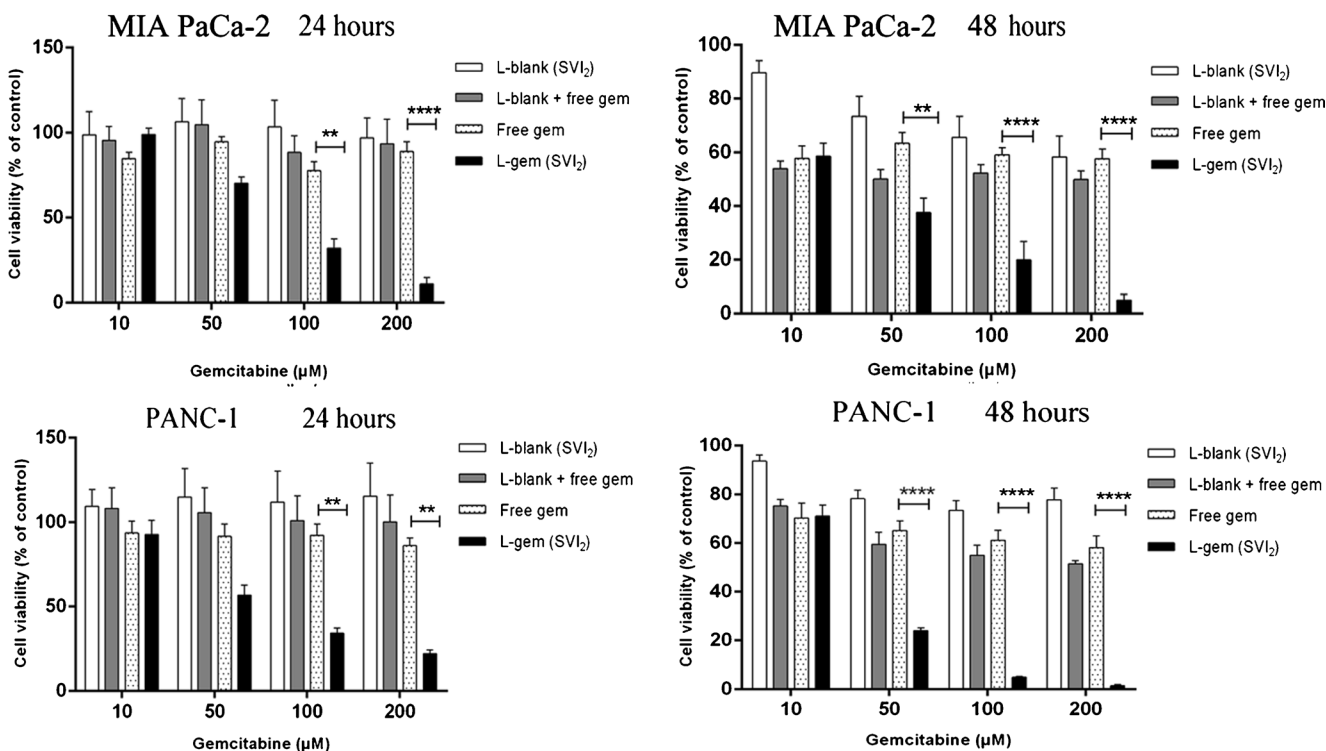 MIA PaCa-2 24 hours
Cell viability (% of control)
150
100
50
0
**
****
L-blank (SVI₂)
L-blank + free gem
Free gem
L-gem (SVI₂)
10 50 100 200
Gemcitabine (µM)
MIA PaCa-2 48 hours
Cell viability (% of control)
100
80
60
40
20
0
**
****
****
L-blank (SVI₂)
L-blank + free gem
Free gem
L-gem (SVI₂)
10 50 100 200
Gemcitabine (µM)
PANC-1 24 hours
Cell viability (% of control)
150
100
50
0
**
**
L-blank (SVI₂)
L-blank + free gem
Free gem
L-gem (SVI₂)
10 50 100 200
Gemcitabine (µM)
PANC-1 48 hours
Cell viability (% of control)
100
80
60
40
20
0
****
****
****
L-blank (SVI₂)
L-blank + free gem
Free gem
L-gem (SVI₂)
10 50 100 200
Gemcitabine (µM)